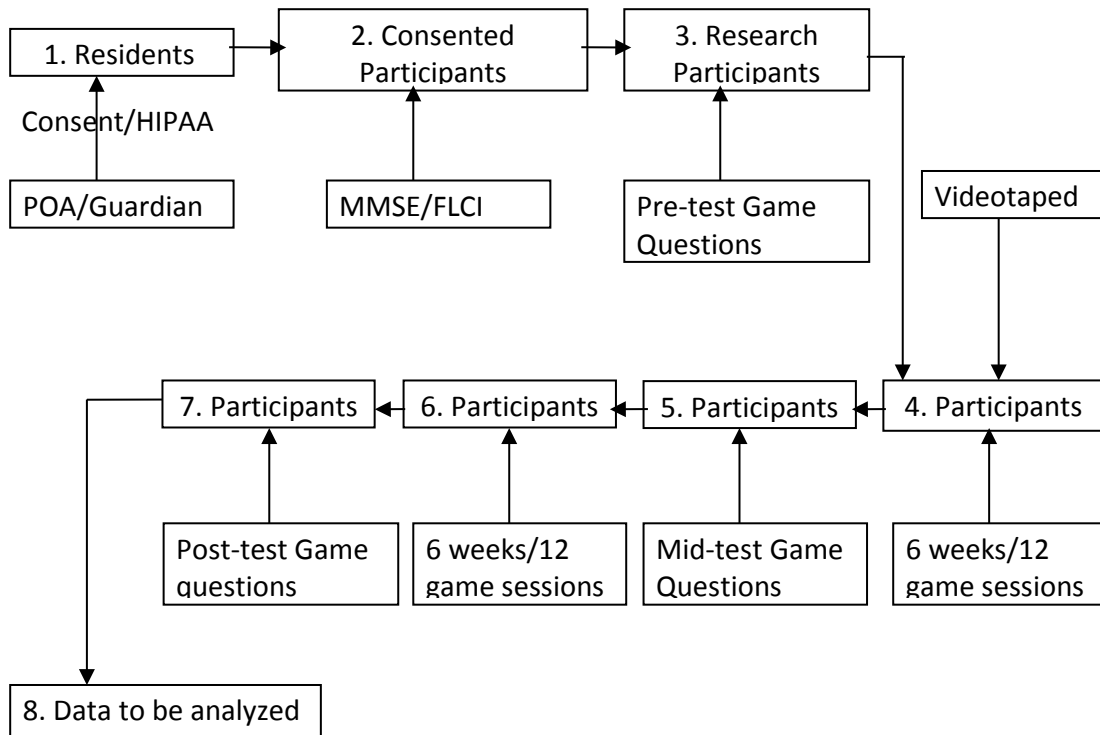 1. Residents
2. Consented
Participants
3. Research
Participants
Consent/HIPAA
POA/Guardian
MMSE/FLCI
Pre-test Game
Questions
Videotaped
7. Participants
6. Participants
5. Participants
4. Participants
Post-test Game
questions
6 weeks/12
game sessions
Mid-test Game
Questions
6 weeks/12
game sessions
8. Data to be analyzed